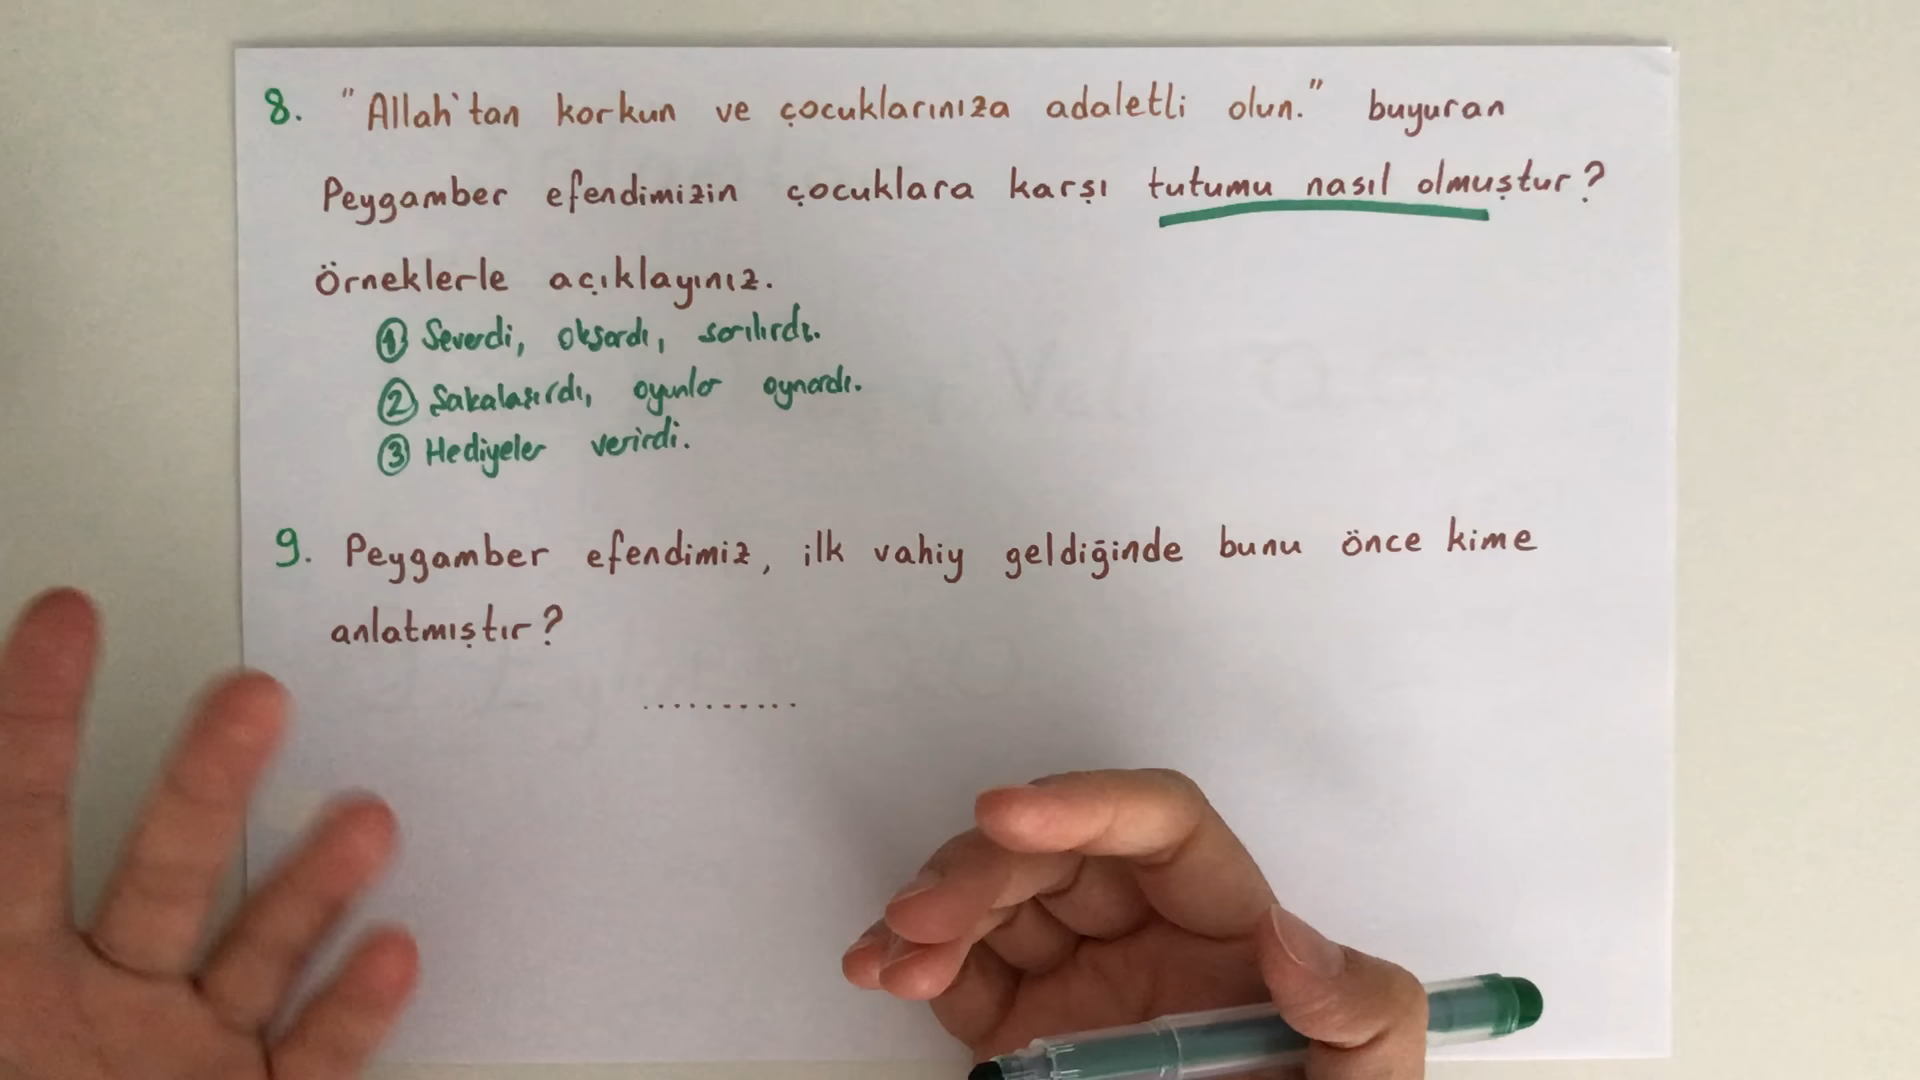 8. "Allah'tan korkun ve çocuklarınıza adaletli olun." buyuran
Peygamber efendimizin çocuklara karşı tutumu nasıl olmuştur?
Örneklerle açıklayınız.
① Severdi, okşardı, sarılırdı.
② Şakalaşırdı, oyunlar oynardı.
③ Hediyeler verirdi.
9. Peygamber efendimiz, ilk vahiy geldiğinde bunu önce kime
anlatmıştır?
..........